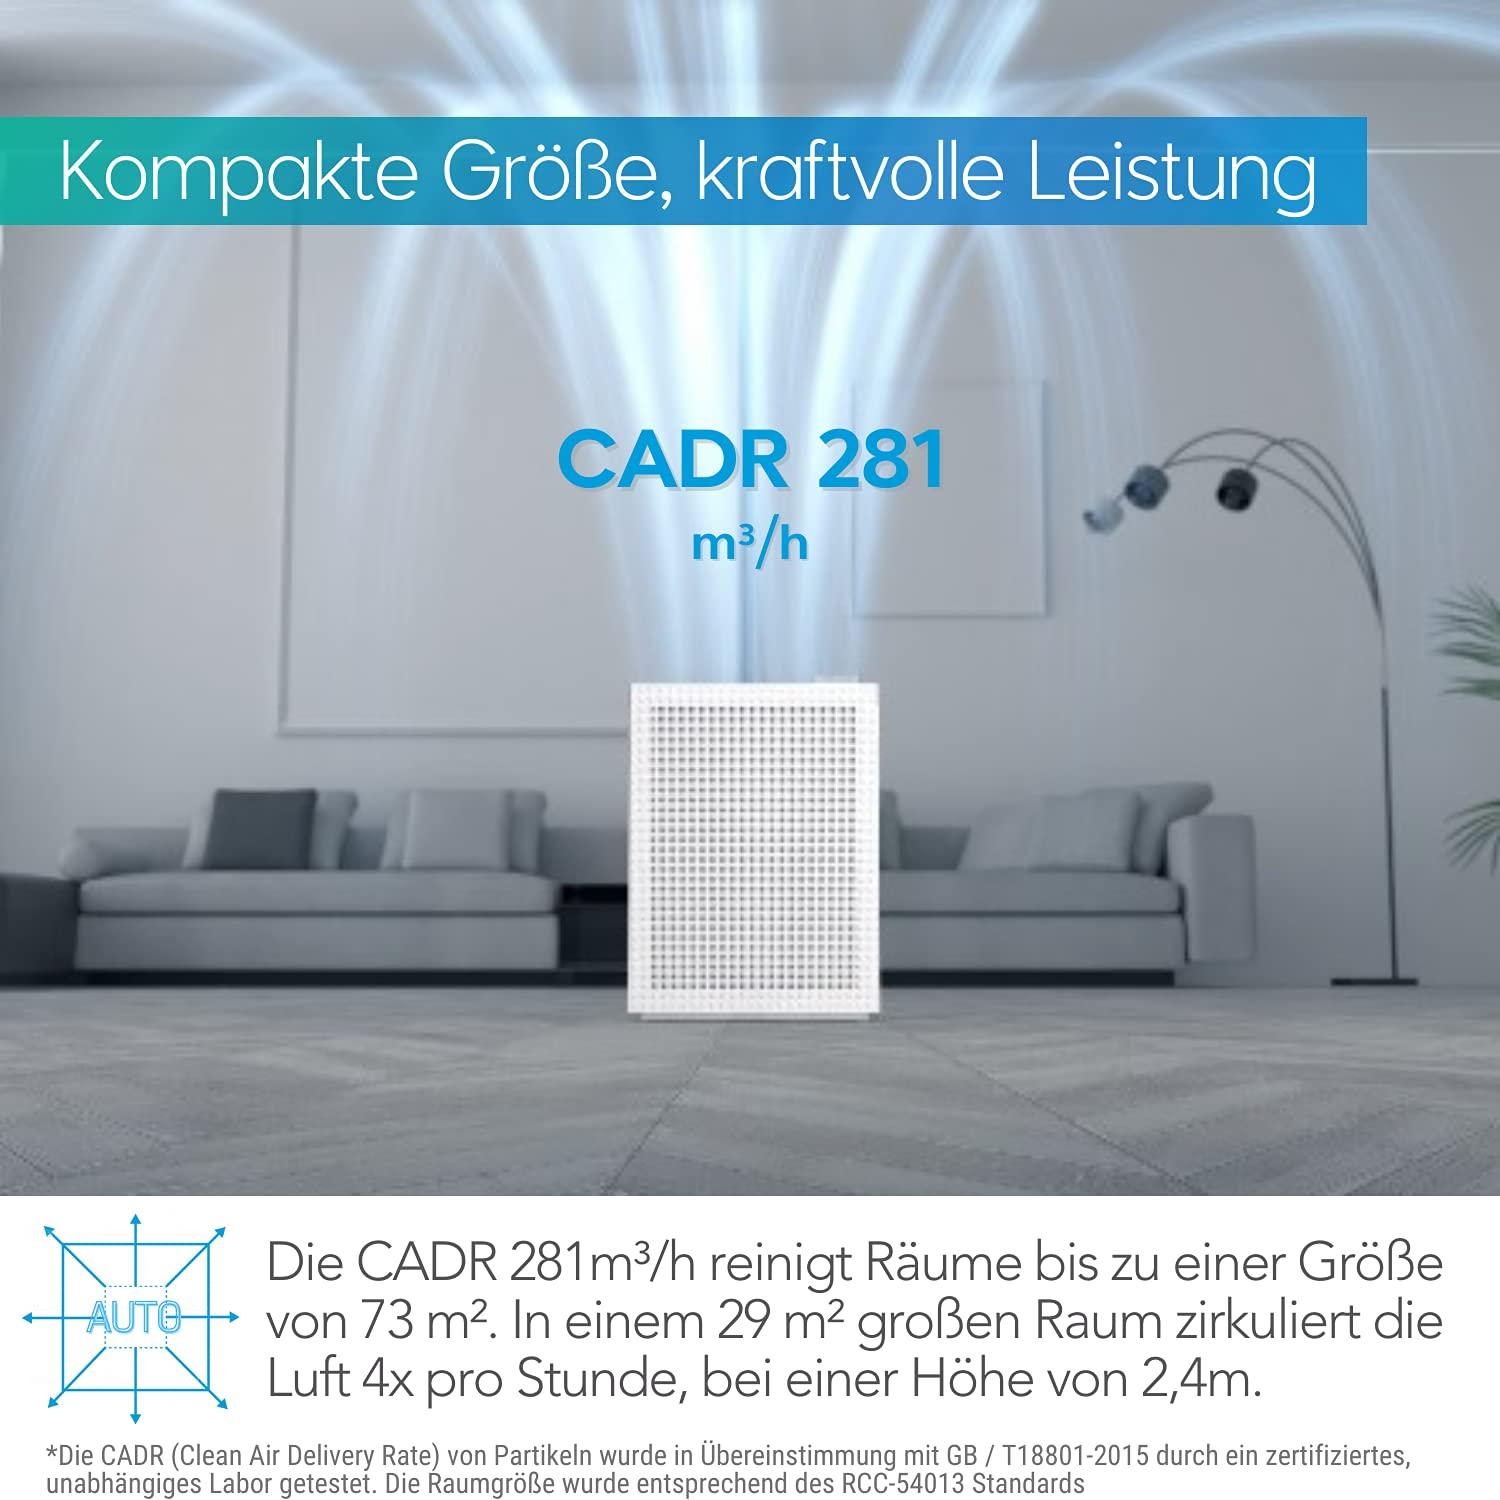 Kompakte Größe, kraftvolle Leistung
CADR 281
m³/h
AUTO
Die CADR 281m³/h reinigt Räume bis zu einer Größe
von 73 m². In einem 29 m² großen Raum zirkuliert die
Luft 4x pro Stunde, bei einer Höhe von 2,4m.
*Die CADR (Clean Air Delivery Rate) von Partikeln wurde in Übereinstimmung mit GB / T18801-2015 durch ein zertifiziertes,
unabhängiges Labor getestet. Die Raumgröße wurde entsprechend des RCC-54013 Standards